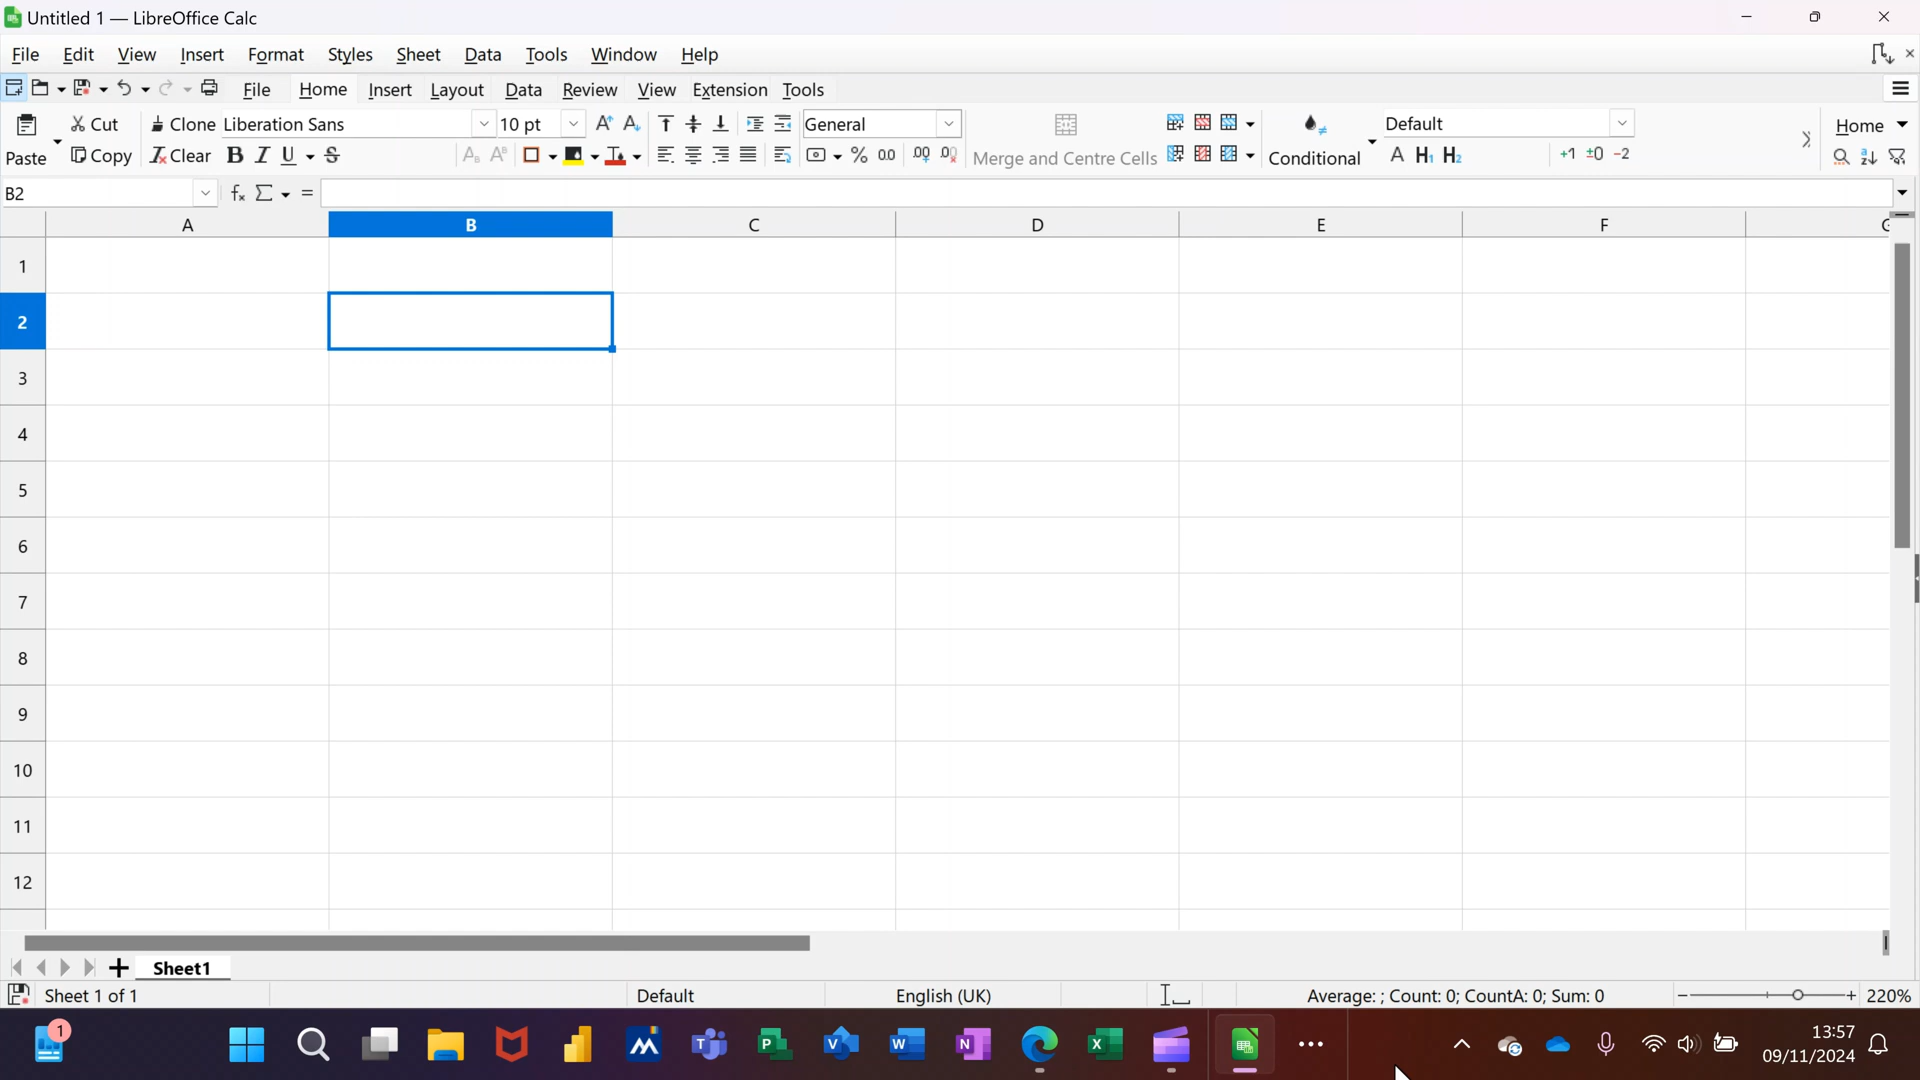 Untitled 1 — LibreOffice Calc
File Edit View Insert Format Styles Sheet Data Tools Window Help
File Home Insert Layout Data Review View Extension Tools
Cut Clone Liberation Sans 10 pt General Default Home
Paste Copy Clear Merge and Centre Cells Conditional
B2
A B C D E F G
1
2
3
4
5
6
7
8
9
10
11
12
Sheet1
Sheet 1 of 1 Default English (UK) Average: ; Count: 0; CountA: 0; Sum: 0 220%
13:57
09/11/2024